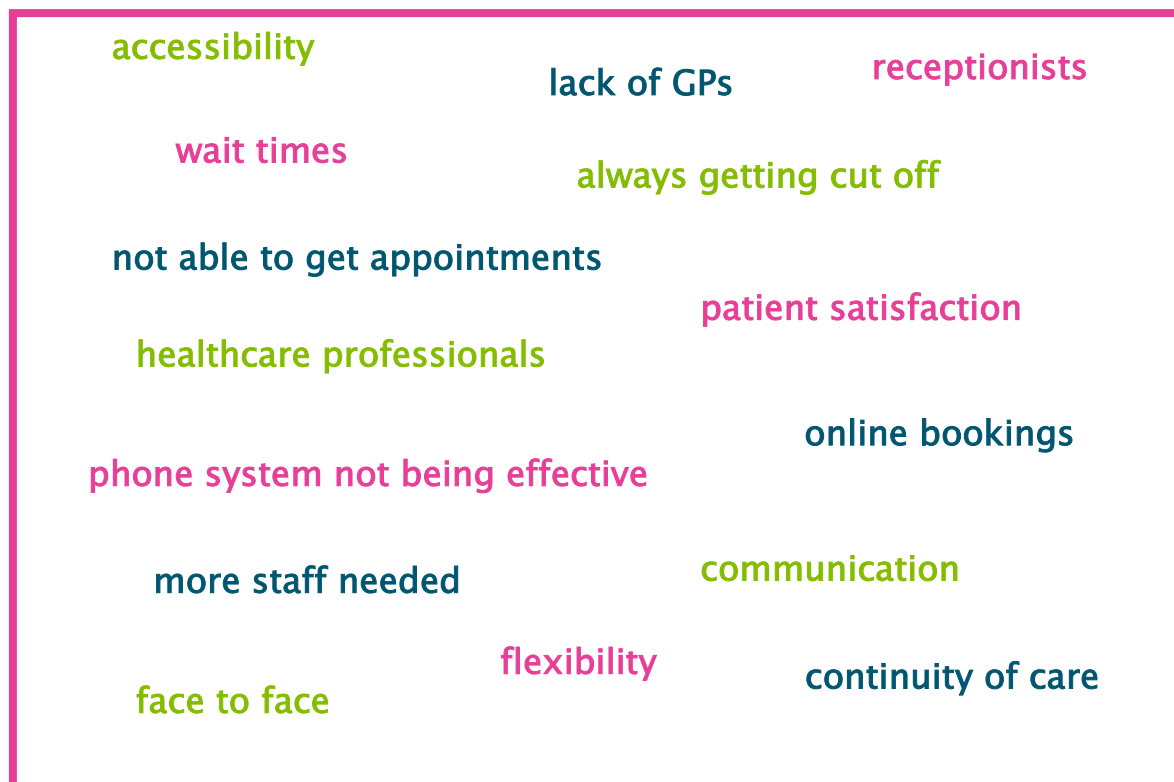 accessibility
receptionists
lack of GPs
wait times
always getting cut off
not able to get appointments
patient satisfaction
healthcare professionals
online bookings
phone system not being effective
communication
more staff needed
flexibility
continuity of care
face to face